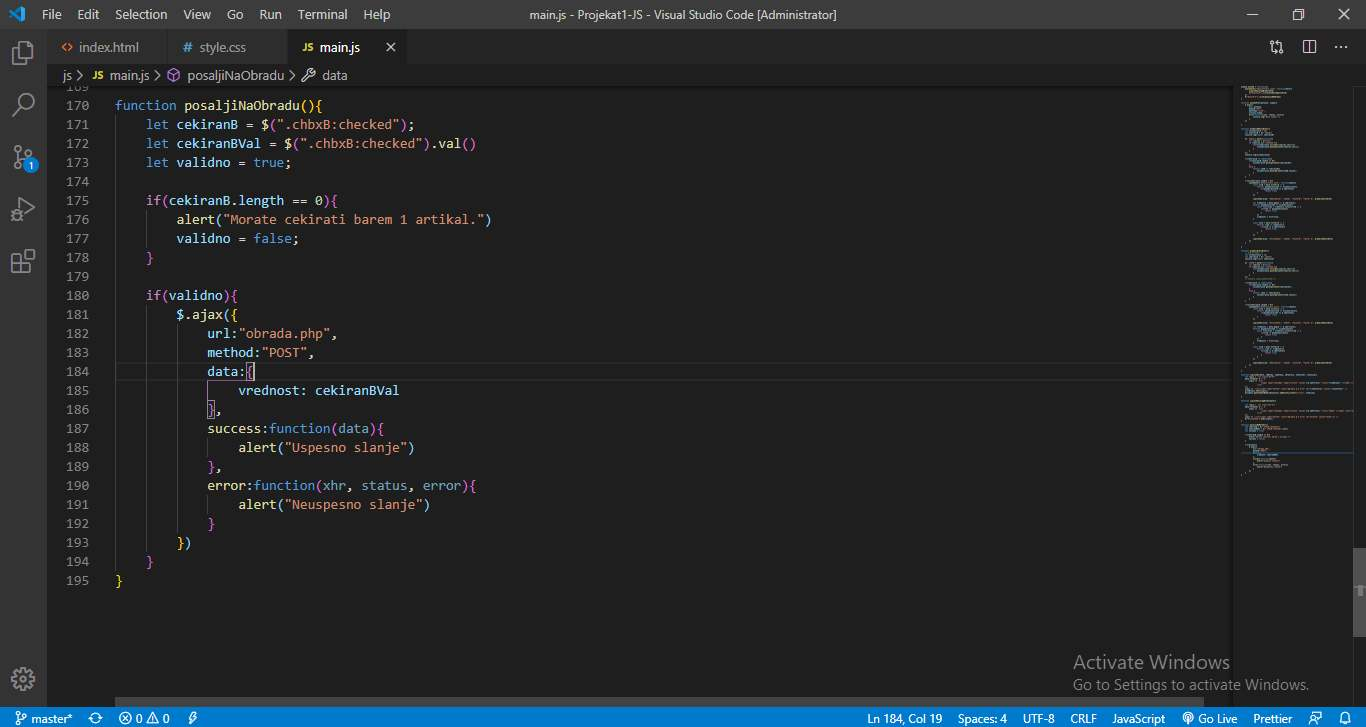 File Edit Selection View Go Run Terminal Help main.js - Projekat1-JS - Visual Studio Code [Administrator]
<> index.html # style.css JS main.js ×
js > JS main.js > posaljiNaObradu > data
169
170 function posaljiNaObradu(){
171 let cekiranB = $(".chbxB:checked");
172 let cekiranBVal = $(".chbxB:checked").val()
173 let validno = true;
174
175 if(cekiranB.length == 0){
176 alert("Morate cekirati barem 1 artikal.")
177 validno = false;
178 }
179
180 if(validno){
181 $.ajax({
182 url:"obrada.php",
183 method:"POST",
184 data:{
185 vrednost: cekiranBVal
186 },
187 success:function(data){
188 alert("Uspesno slanje")
189 },
190 error:function(xhr, status, error){
191 alert("Neuspesno slanje")
192 }
193 })
194 }
195 }
1
Activate Windows
Go to Settings to activate Windows.
master* 0 0 Ln 184, Col 19 Spaces: 4 UTF-8 CRLF JavaScript Go Live Prettier